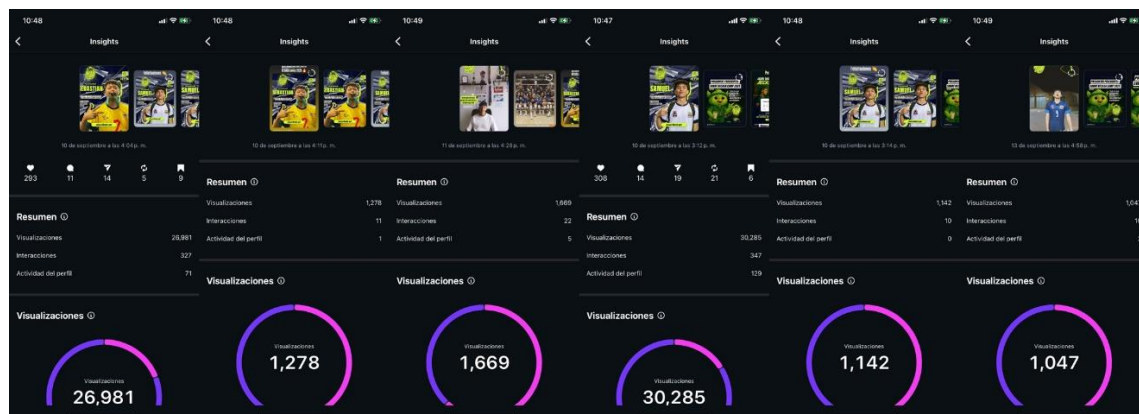 10:48
Insights
10 de septiembre a las 4:04 p. m.
293 11 14 5 9
Resumen
Visualizaciones 26,981
Interacciones 327
Actividad del perfil 71
Visualizaciones
Visualizaciones
26,981
10:48
Insights
10 de septiembre a las 4:11 p. m.
Resumen
Visualizaciones 1,278
Interacciones 11
Actividad del perfil 1
Visualizaciones
Visualizaciones
1,278
10:49
Insights
11 de septiembre a las 4:28 p. m.
Resumen
Visualizaciones 1,669
Interacciones 22
Actividad del perfil 5
Visualizaciones
Visualizaciones
1,669
10:47
Insights
SAMUEL
10 de septiembre a las 3:12 p. m.
308 14 19 21 6
Resumen
Visualizaciones 30,285
Interacciones 347
Actividad del perfil 129
Visualizaciones
Visualizaciones
30,285
10:48
Insights
SAMUEL
10 de septiembre a las 3:14 p. m.
Resumen
Visualizaciones 1,142
Interacciones 10
Actividad del perfil 0
Visualizaciones
Visualizaciones
1,142
10:49
Insights
13 de septiembre a las 4:58 p. m.
Resumen
Visualizaciones
Interacciones
Actividad del perfil
Visualizaciones
Visualizaciones
1,047